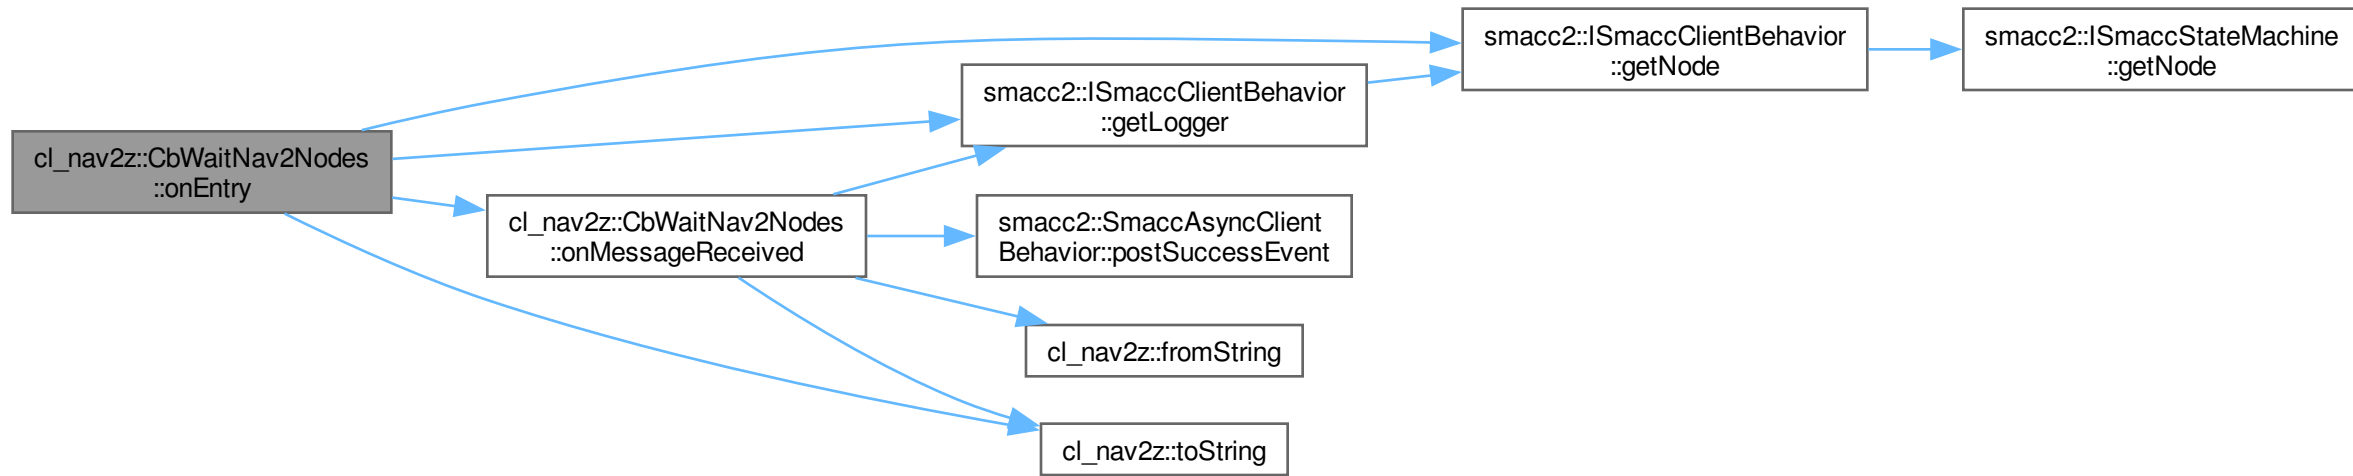 cl_nav2z::CbWaitNav2Nodes
::onEntry
smacc2::ISmaccClientBehavior
::getNode
smacc2::ISmaccStateMachine
::getNode
smacc2::ISmaccClientBehavior
::getLogger
cl_nav2z::CbWaitNav2Nodes
::onMessageReceived
smacc2::SmaccAsyncClient
Behavior::postSuccessEvent
cl_nav2z::fromString
cl_nav2z::toString